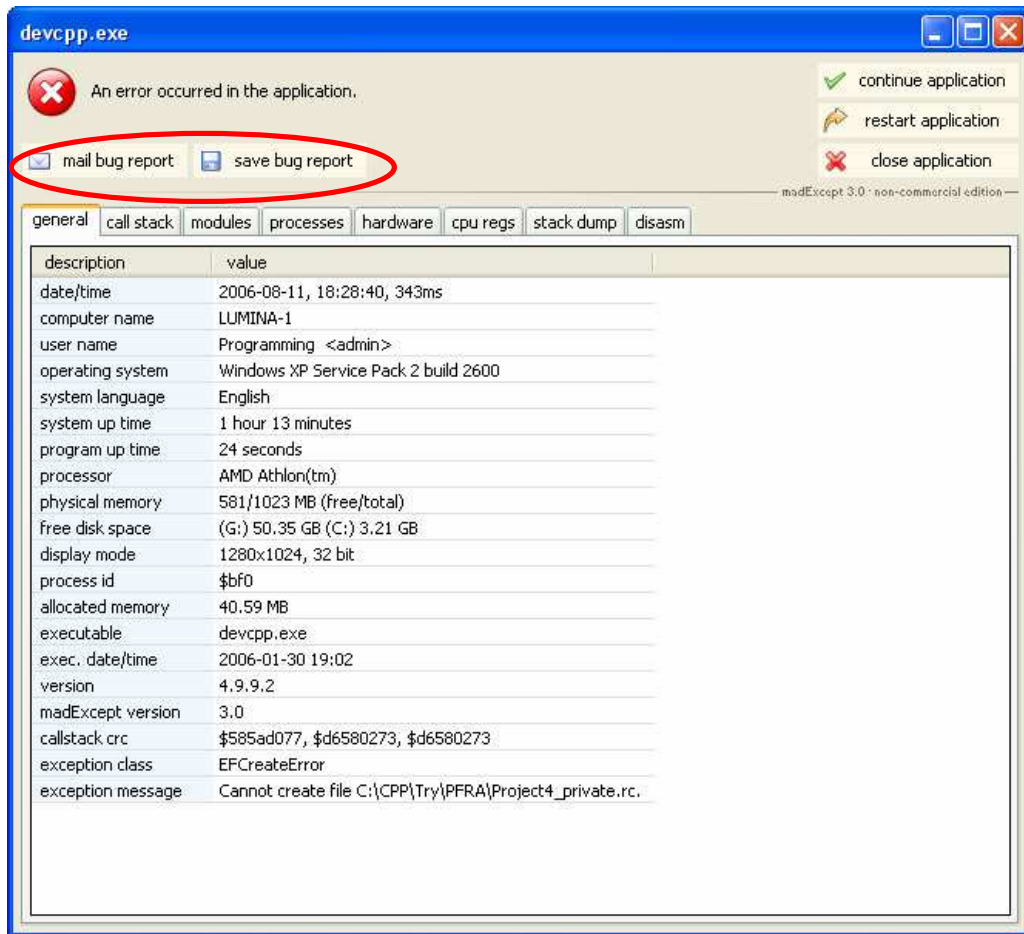 devcpp.exe
An error occurred in the application.
continue application
restart application
mail bug report save bug report close application
madExcept 3.0 · non-commercial edition
general call stack modules processes hardware cpu regs stack dump disasm
description value
date/time 2006-08-11, 18:28:40, 343ms
computer name LUMINA-1
user name Programming <admin>
operating system Windows XP Service Pack 2 build 2600
system language English
system up time 1 hour 13 minutes
program up time 24 seconds
processor AMD Athlon(tm)
physical memory 581/1023 MB (free/total)
free disk space (G:) 50.35 GB (C:) 3.21 GB
display mode 1280x1024, 32 bit
process id $bf0
allocated memory 40.59 MB
executable devcpp.exe
exec. date/time 2006-01-30 19:02
version 4.9.9.2
madExcept version 3.0
callstack crc $585ad077, $d6580273, $d6580273
exception class EFCreateError
exception message Cannot create file C:\CPP\Try\PFRA\Project4_private.rc.